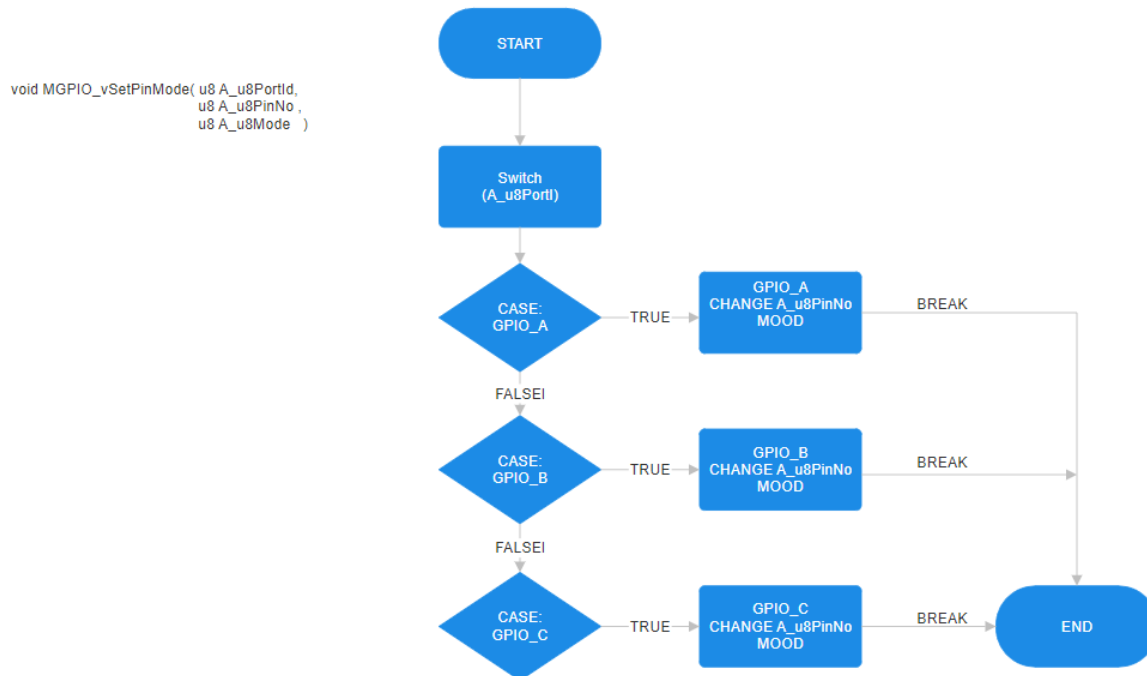 START
void MGPIO_vSetPinMode( u8 A_u8PortId,
u8 A_u8PinNo ,
u8 A_u8Mode )
Switch
(A_u8PortI)
CASE:
GPIO_A
TRUE
GPIO_A
CHANGE A_u8PinNo
MOOD
BREAK
FALSEI
CASE:
GPIO_B
TRUE
GPIO_B
CHANGE A_u8PinNo
MOOD
BREAK
FALSEI
CASE:
GPIO_C
TRUE
GPIO_C
CHANGE A_u8PinNo
MOOD
BREAK
END